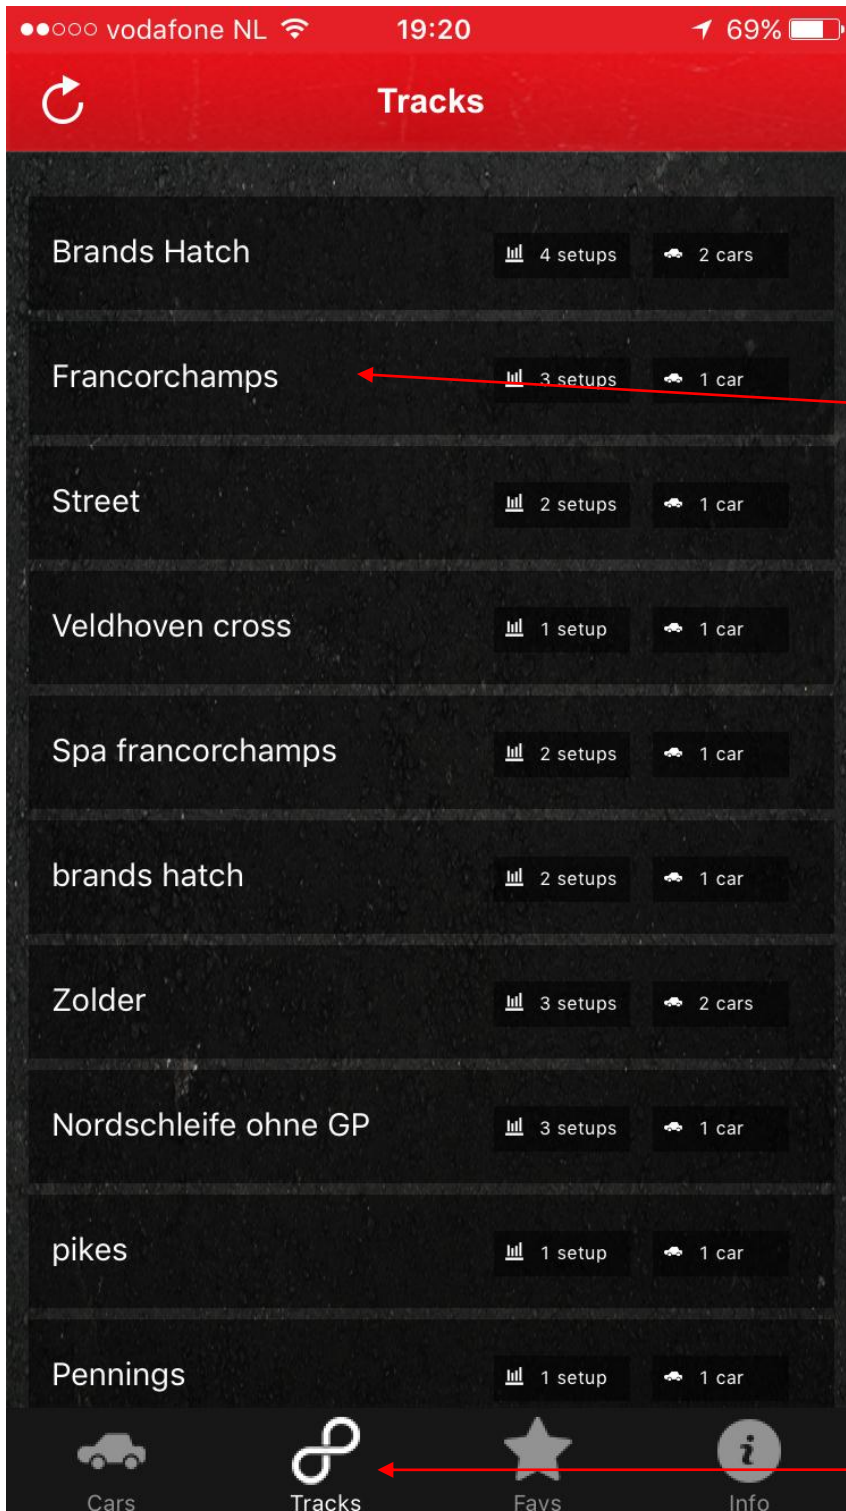 vodafone NL 19:20 69%
Tracks
Brands Hatch 4 setups 2 cars
Francorchamps 3 setups 1 car
Street 2 setups 1 car
Veldhoven cross 1 setup 1 car
Spa francorchamps 2 setups 1 car
brands hatch 2 setups 1 car
Zolder 3 setups 2 cars
Nordschleife ohne GP 3 setups 1 car
pikes 1 setup 1 car
Pennings 1 setup 1 car
Cars Tracks Favs Info